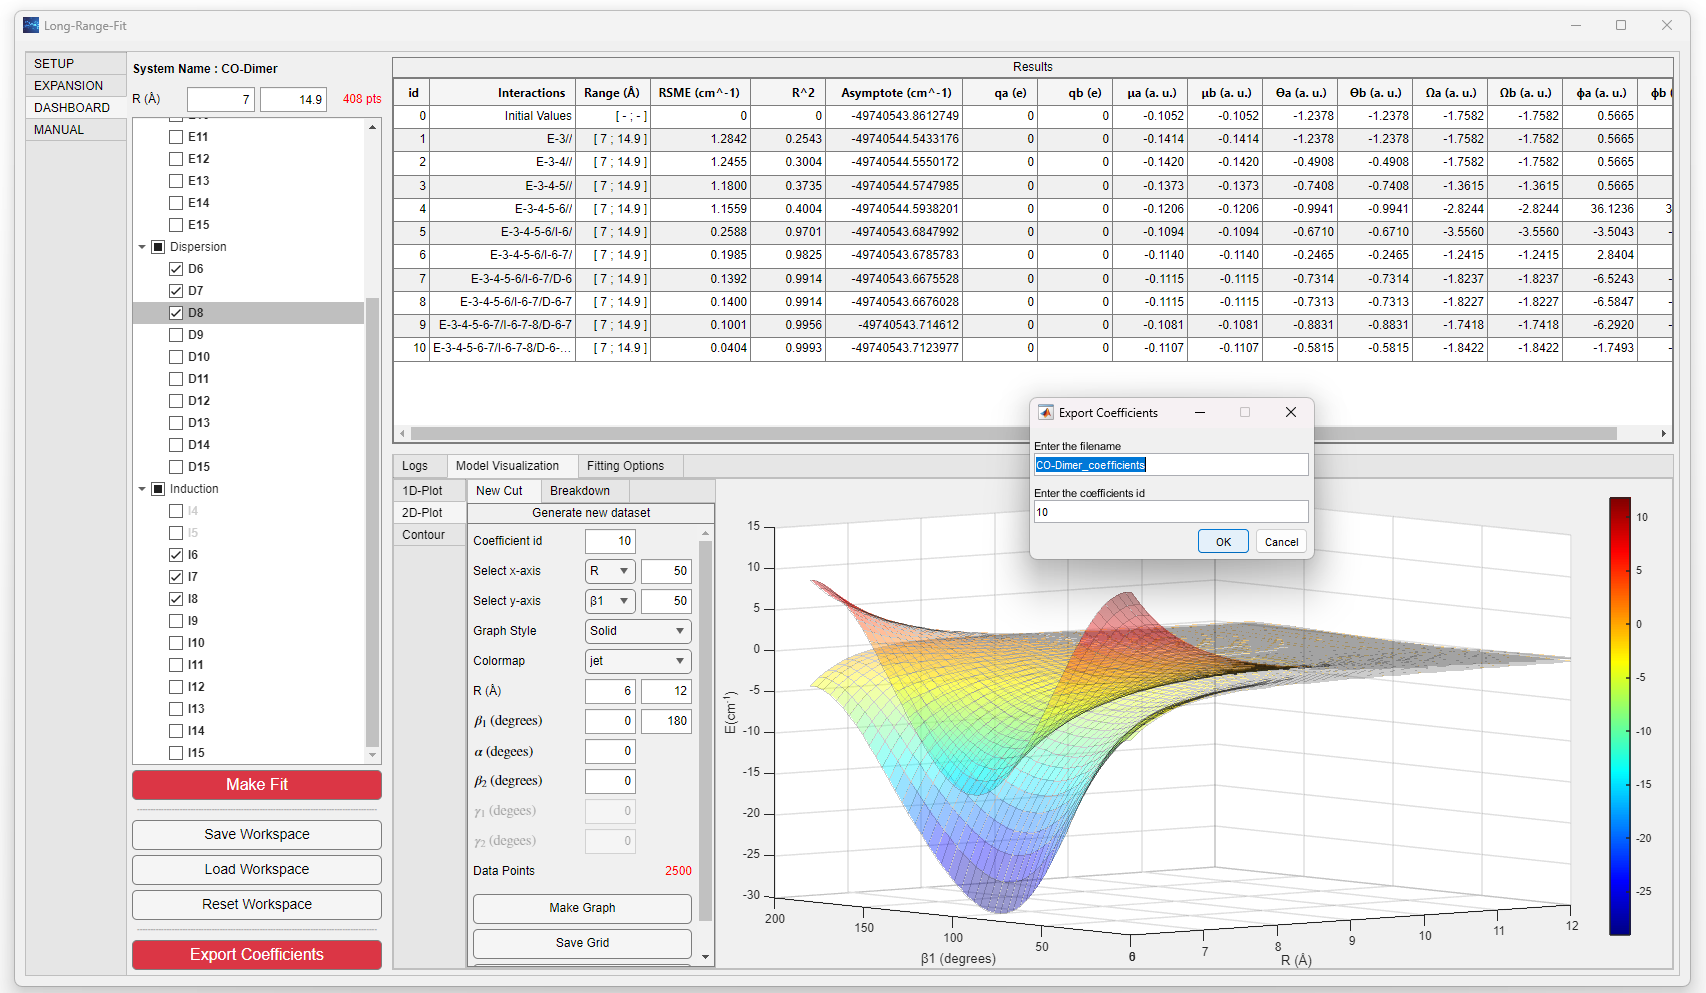 Long-Range-Fit
SETUP
EXPANSION
DASHBOARD
MANUAL
System Name : CO-Dimer
R (Å) 7 14.9 408 pts
E11
E12
E13
E14
E15
Dispersion
D6
D7
D8
D9
D10
D11
D12
D13
D14
D15
Induction
I4
I5
I6
I7
I8
I9
I10
I11
I12
I13
I14
I15
Make Fit
Save Workspace
Load Workspace
Reset Workspace
Export Coefficients
Results
id Interactions Range (Å) RSME (cm^-1) R^2 Asymptote (cm^-1) qa (e) qb (e) μa (a. u.) μb (a. u.) Θa (a. u.) Θb (a. u.) Ωa (a. u.) Ωb (a. u.) ϕa (a. u.) ϕb (
0 Initial Values [ - ; - ] 0 0 -49740543.8612749 0 0 -0.1052 -0.1052 -1.2378 -1.2378 -1.7582 -1.7582 0.5665
1 E-3// [ 7 ; 14.9 ] 1.2842 0.2543 -49740544.5433176 0 0 -0.1414 -0.1414 -1.2378 -1.2378 -1.7582 -1.7582 0.5665
2 E-3-4// [ 7 ; 14.9 ] 1.2455 0.3004 -49740544.5550172 0 0 -0.1420 -0.1420 -0.4908 -0.4908 -1.7582 -1.7582 0.5665
3 E-3-4-5// [ 7 ; 14.9 ] 1.1800 0.3735 -49740544.5747985 0 0 -0.1373 -0.1373 -0.7408 -0.7408 -1.3615 -1.3615 0.5665
4 E-3-4-5-6// [ 7 ; 14.9 ] 1.1559 0.4004 -49740544.5938201 0 0 -0.1206 -0.1206 -0.9941 -0.9941 -2.8244 -2.8244 36.1236 3
5 E-3-4-5-6/I-6/ [ 7 ; 14.9 ] 0.2588 0.9701 -49740543.6847992 0 0 -0.1094 -0.1094 -0.6710 -0.6710 -3.5560 -3.5560 -3.5043 -
6 E-3-4-5-6/I-6-7/ [ 7 ; 14.9 ] 0.1985 0.9825 -49740543.6785783 0 0 -0.1140 -0.1140 -0.2465 -0.2465 -1.2415 -1.2415 2.8404
7 E-3-4-5-6/I-6-7/D-6 [ 7 ; 14.9 ] 0.1392 0.9914 -49740543.6675528 0 0 -0.1115 -0.1115 -0.7314 -0.7314 -1.8237 -1.8237 -6.5243 -
8 E-3-4-5-6/I-6-7/D-6-7 [ 7 ; 14.9 ] 0.1400 0.9914 -49740543.6676028 0 0 -0.1115 -0.1115 -0.7313 -0.7313 -1.8227 -1.8227 -6.5847 -
9 E-3-4-5-6-7/I-6-7-8/D-6-7 [ 7 ; 14.9 ] 0.1001 0.9956 -49740543.714612 0 0 -0.1081 -0.1081 -0.8831 -0.8831 -1.7418 -1.7418 -6.2920 -
10 E-3-4-5-6-7/I-6-7-8/D-6-... [ 7 ; 14.9 ] 0.0404 0.9993 -49740543.7123977 0 0 -0.1107 -0.1107 -0.5815 -0.5815 -1.8422 -1.8422 -1.7493 -
Export Coefficients
Enter the filename
CO-Dimer_coefficients
Enter the coefficients id
10
OK Cancel
Logs Model Visualization Fitting Options
1D-Plot
2D-Plot
Contour
New Cut Breakdown
Generate new dataset
Coefficient id 10
Select x-axis R 50
Select y-axis β1 50
Graph Style Solid
Colormap jet
R (Å) 6 12
β1 (degrees) 0 180
α (degees) 0
β2 (degrees) 0
γ1 (degees) 0
γ2 (degees) 0
Data Points 2500
Make Graph
Save Grid
E(cm-1)
15
10
5
0
-5
-10
-15
-20
-25
-30
200 150 100 50 0
β1 (degrees)
6 7 8 9 10 11 12
R (Å)
10
5
0
-5
-10
-15
-20
-25